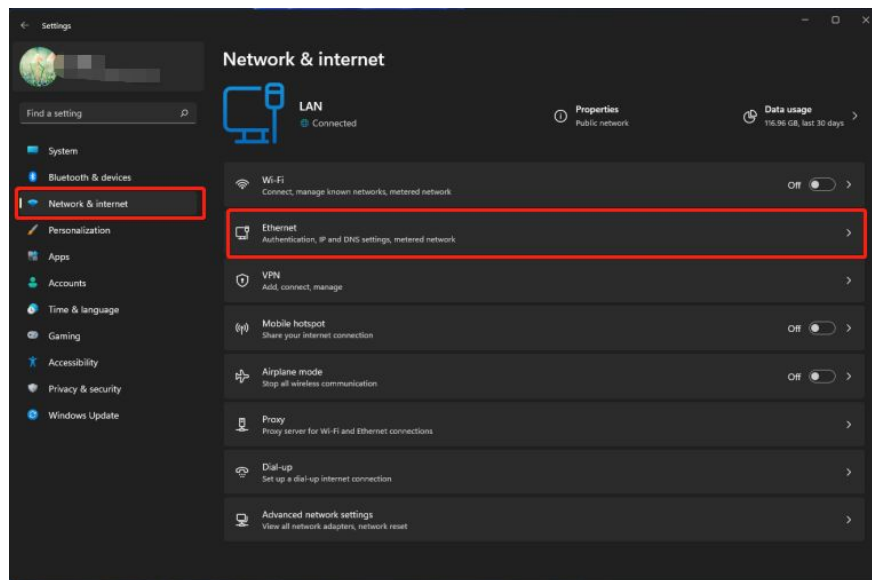 Settings
Network & internet
Find a setting
System
Bluetooth & devices
Network & internet
Personalization
Apps
Accounts
Time & language
Gaming
Accessibility
Privacy & security
Windows Update
LAN
Connected
Properties
Public network
Data usage
116.96 GB, last 30 days
Wi-Fi
Connect, manage known networks, metered network
Off
Ethernet
Authentication, IP and DNS settings, metered network
VPN
Add, connect, manage
Mobile hotspot
Share your internet connection
Off
Airplane mode
Stop all wireless communication
Off
Proxy
Proxy server for Wi-Fi and Ethernet connections
Dial-up
Set up a dial-up internet connection
Advanced network settings
View all network adapters, network reset